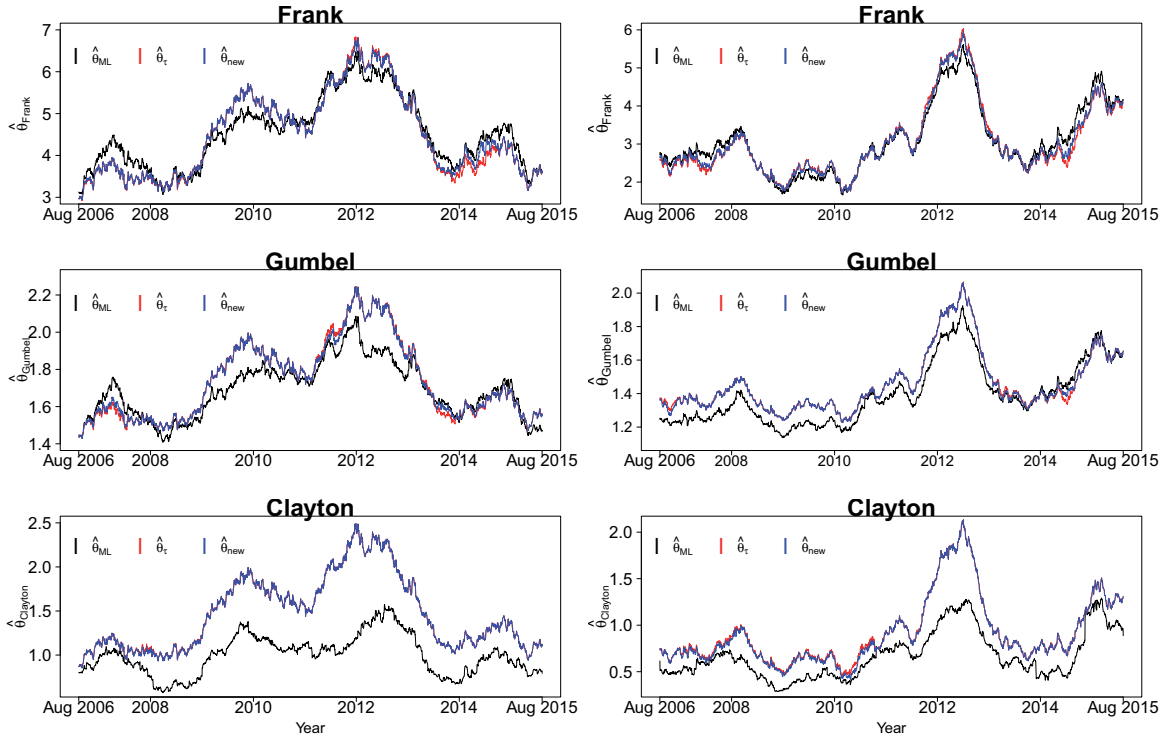 Frank
θ̂ML θ̂τ θ̂new
7
6
5
4
3
θ̂Frank
Aug 2006 2008 2010 2012 2014 Aug 2015
Frank
θ̂ML θ̂τ θ̂new
6
5
4
3
2
θ̂Frank
Aug 2006 2008 2010 2012 2014 Aug 2015
Gumbel
θ̂ML θ̂τ θ̂new
2.2
2.0
1.8
1.6
1.4
θ̂Gumbel
Aug 2006 2008 2010 2012 2014 Aug 2015
Gumbel
θ̂ML θ̂τ θ̂new
2.0
1.8
1.6
1.4
1.2
θ̂Gumbel
Aug 2006 2008 2010 2012 2014 Aug 2015
Clayton
θ̂ML θ̂τ θ̂new
2.5
2.0
1.5
1.0
θ̂Clayton
Aug 2006 2008 2010 2012 2014 Aug 2015
Year
Clayton
θ̂ML θ̂τ θ̂new
2.0
1.5
1.0
0.5
θ̂Clayton
Aug 2006 2008 2010 2012 2014 Aug 2015
Year